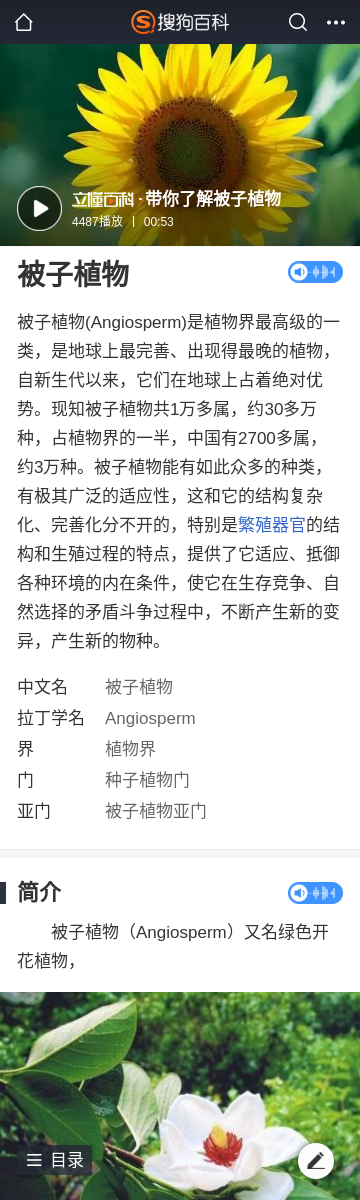 搜狗百科
立懂百科·带你了解被子植物
4487播放 | 00:53
被子植物
被子植物(Angiosperm)是植物界最高级的一
类，是地球上最完善、出现得最晚的植物，
自新生代以来，它们在地球上占着绝对优
势。现知被子植物共1万多属，约30多万
种，占植物界的一半，中国有2700多属，
约3万种。被子植物能有如此众多的种类，
有极其广泛的适应性，这和它的结构复杂
化、完善化分不开的，特别是繁殖器官的结
构和生殖过程的特点，提供了它适应、抵御
各种环境的内在条件，使它在生存竞争、自
然选择的矛盾斗争过程中，不断产生新的变
异，产生新的物种。
中文名 被子植物
拉丁学名 Angiosperm
界 植物界
门 种子植物门
亚门 被子植物亚门
简介
被子植物（Angiosperm）又名绿色开
花植物，
目录